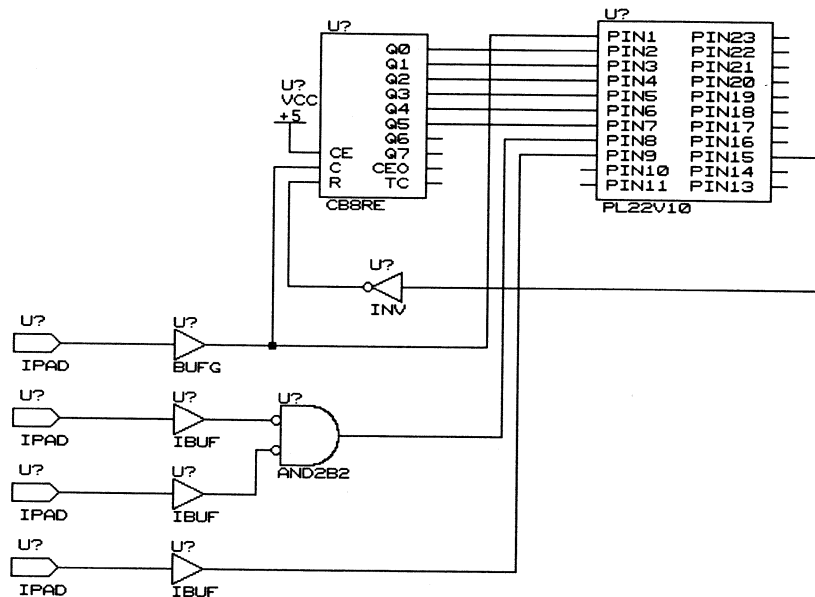 U?
U?
Q0
Q1
Q2
Q3
Q4
Q5
Q6
Q7
CEO
TC
CE
C
R
CB8RE
U?
VCC
+5
PIN1
PIN2
PIN3
PIN4
PIN5
PIN6
PIN7
PIN8
PIN9
PIN10
PIN11
PIN23
PIN22
PIN21
PIN20
PIN19
PIN18
PIN17
PIN16
PIN15
PIN14
PIN13
PL22V10
U?
INV
U?
IPAD
U?
BUFG
U?
IPAD
U?
IBUF
U?
AND2B2
U?
IPAD
U?
IBUF
U?
IPAD
U?
IBUF